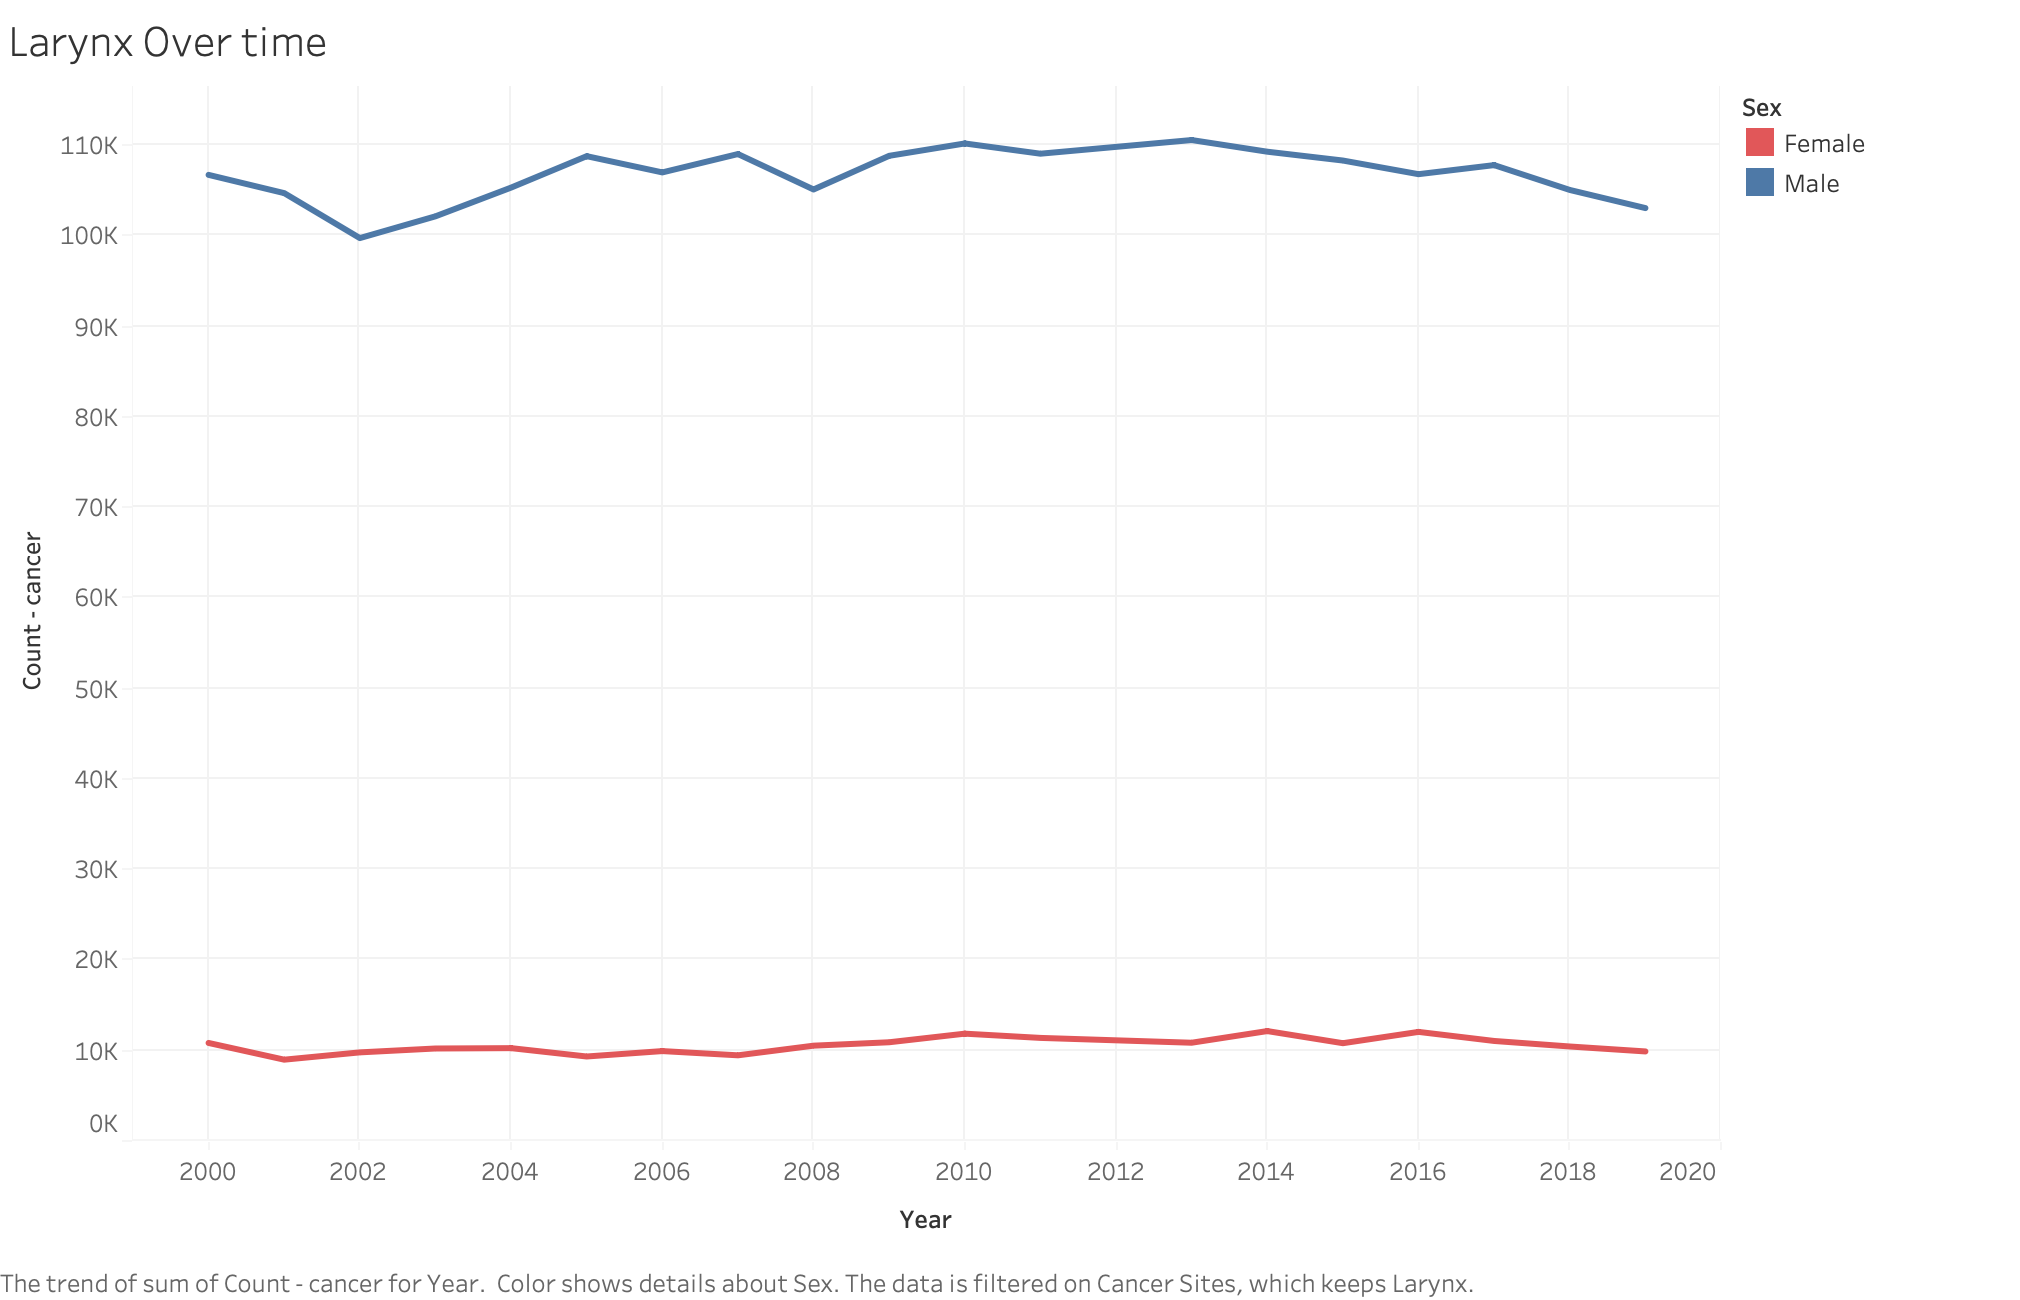 Larynx Over time
Sex
Female
Male
110K
100K
90K
80K
70K
60K
50K
40K
30K
20K
10K
0K
Count - cancer
2000 2002 2004 2006 2008 2010 2012 2014 2016 2018 2020
Year
The trend of sum of Count - cancer for Year.  Color shows details about Sex. The data is filtered on Cancer Sites, which keeps Larynx.